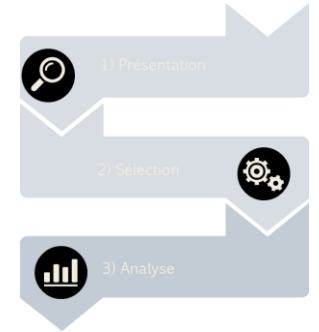 1) Présentation
2) Sélection
3) Analyse